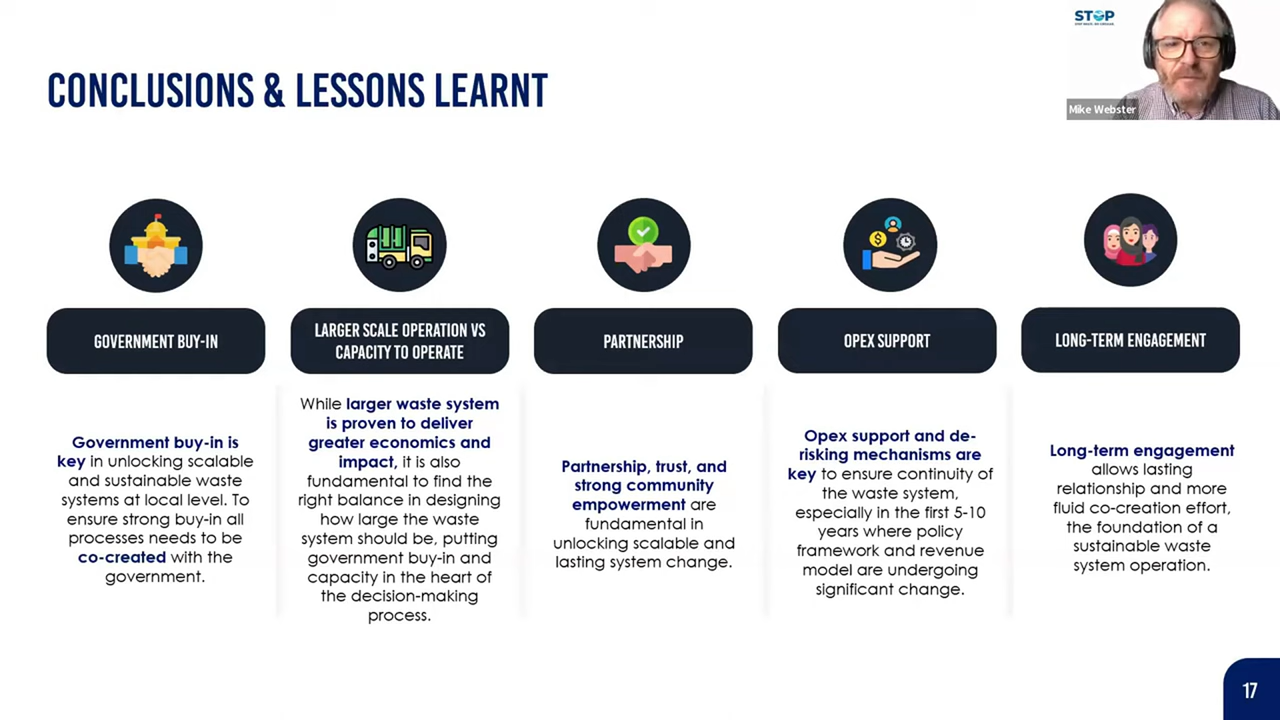 STOP
Mike Webster
CONCLUSIONS & LESSONS LEARNT
GOVERNMENT BUY-IN
Government buy-in is
key in unlocking scalable
and sustainable waste
systems at local level. To
ensure strong buy-in all
processes needs to be
co-created with the
government.
LARGER SCALE OPERATION VS
CAPACITY TO OPERATE
While larger waste system
is proven to deliver
greater economics and
impact, it is also
fundamental to find the
right balance in designing
how large the waste
system should be, putting
government buy-in and
capacity in the heart of
the decision-making
process.
PARTNERSHIP
Partnership, trust, and
strong community
empowerment are
fundamental in
unlocking scalable and
lasting system change.
OPEX SUPPORT
Opex support and de-
risking mechanisms are
key to ensure continuity of
the waste system,
especially in the first 5-10
years where policy
framework and revenue
model are undergoing
significant change.
LONG-TERM ENGAGEMENT
Long-term engagement
allows lasting
relationship and more
fluid co-creation effort,
the foundation of a
sustainable waste
system operation.
17